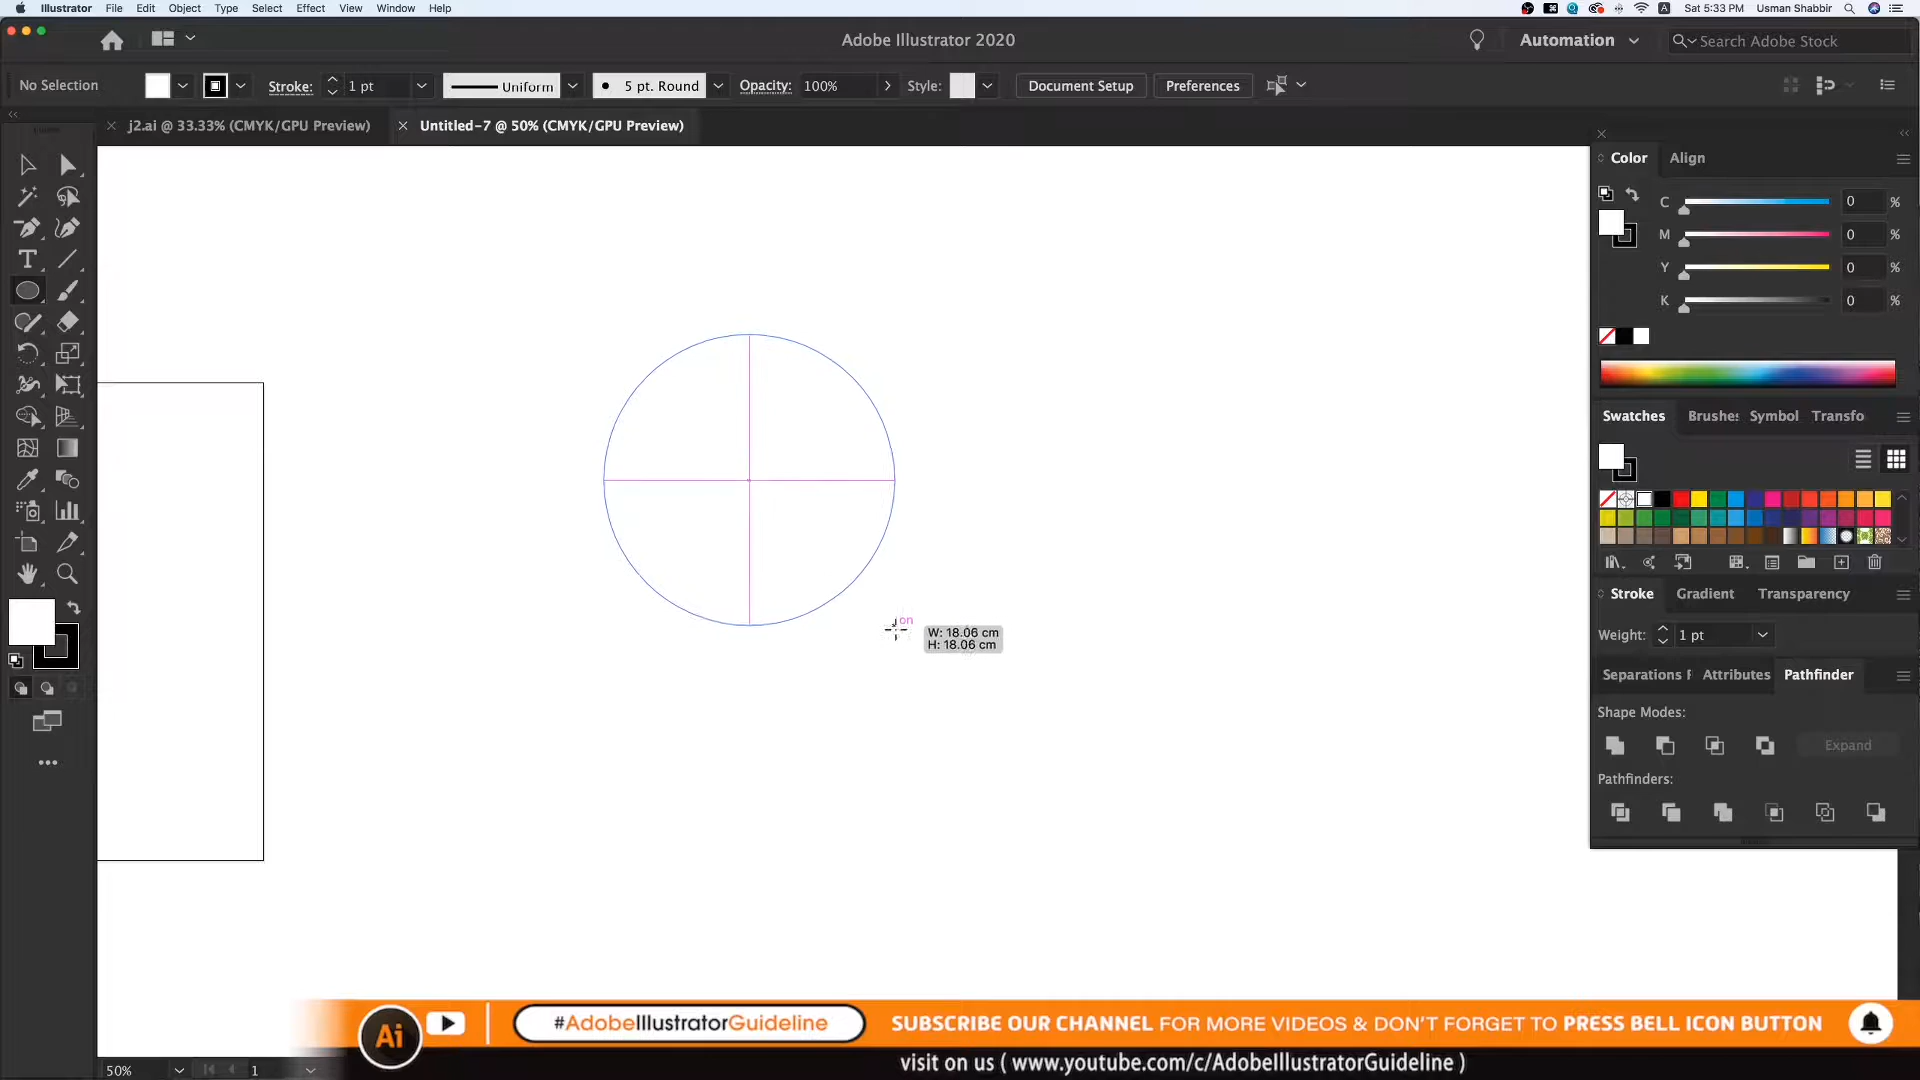 Illustrator File Edit Object Type Select Effect View Window Help
Sat 5:33 PM Usman Shabbir
Adobe Illustrator 2020
Automation
Search Adobe Stock
No Selection
Stroke: 1 pt
Uniform
5 pt. Round
Opacity: 100%
Style:
Document Setup
Preferences
j2.ai @ 33.33% (CMYK/GPU Preview)
Untitled-7 @ 50% (CMYK/GPU Preview)
Color Align
C 0 %
M 0 %
Y 0 %
K 0 %
Swatches Brushe: Symbol Transfo
Stroke Gradient Transparency
Weight: 1 pt
Separations Attributes Pathfinder
Shape Modes:
Expand
Pathfinders:
on
W: 18.06 cm
H: 18.06 cm
Ai
#AdobeIllustratorGuideline
SUBSCRIBE OUR CHANNEL FOR MORE VIDEOS & DON'T FORGET TO PRESS BELL ICON BUTTON
visit on us ( www.youtube.com/c/AdobeIllustratorGuideline )
50% 1